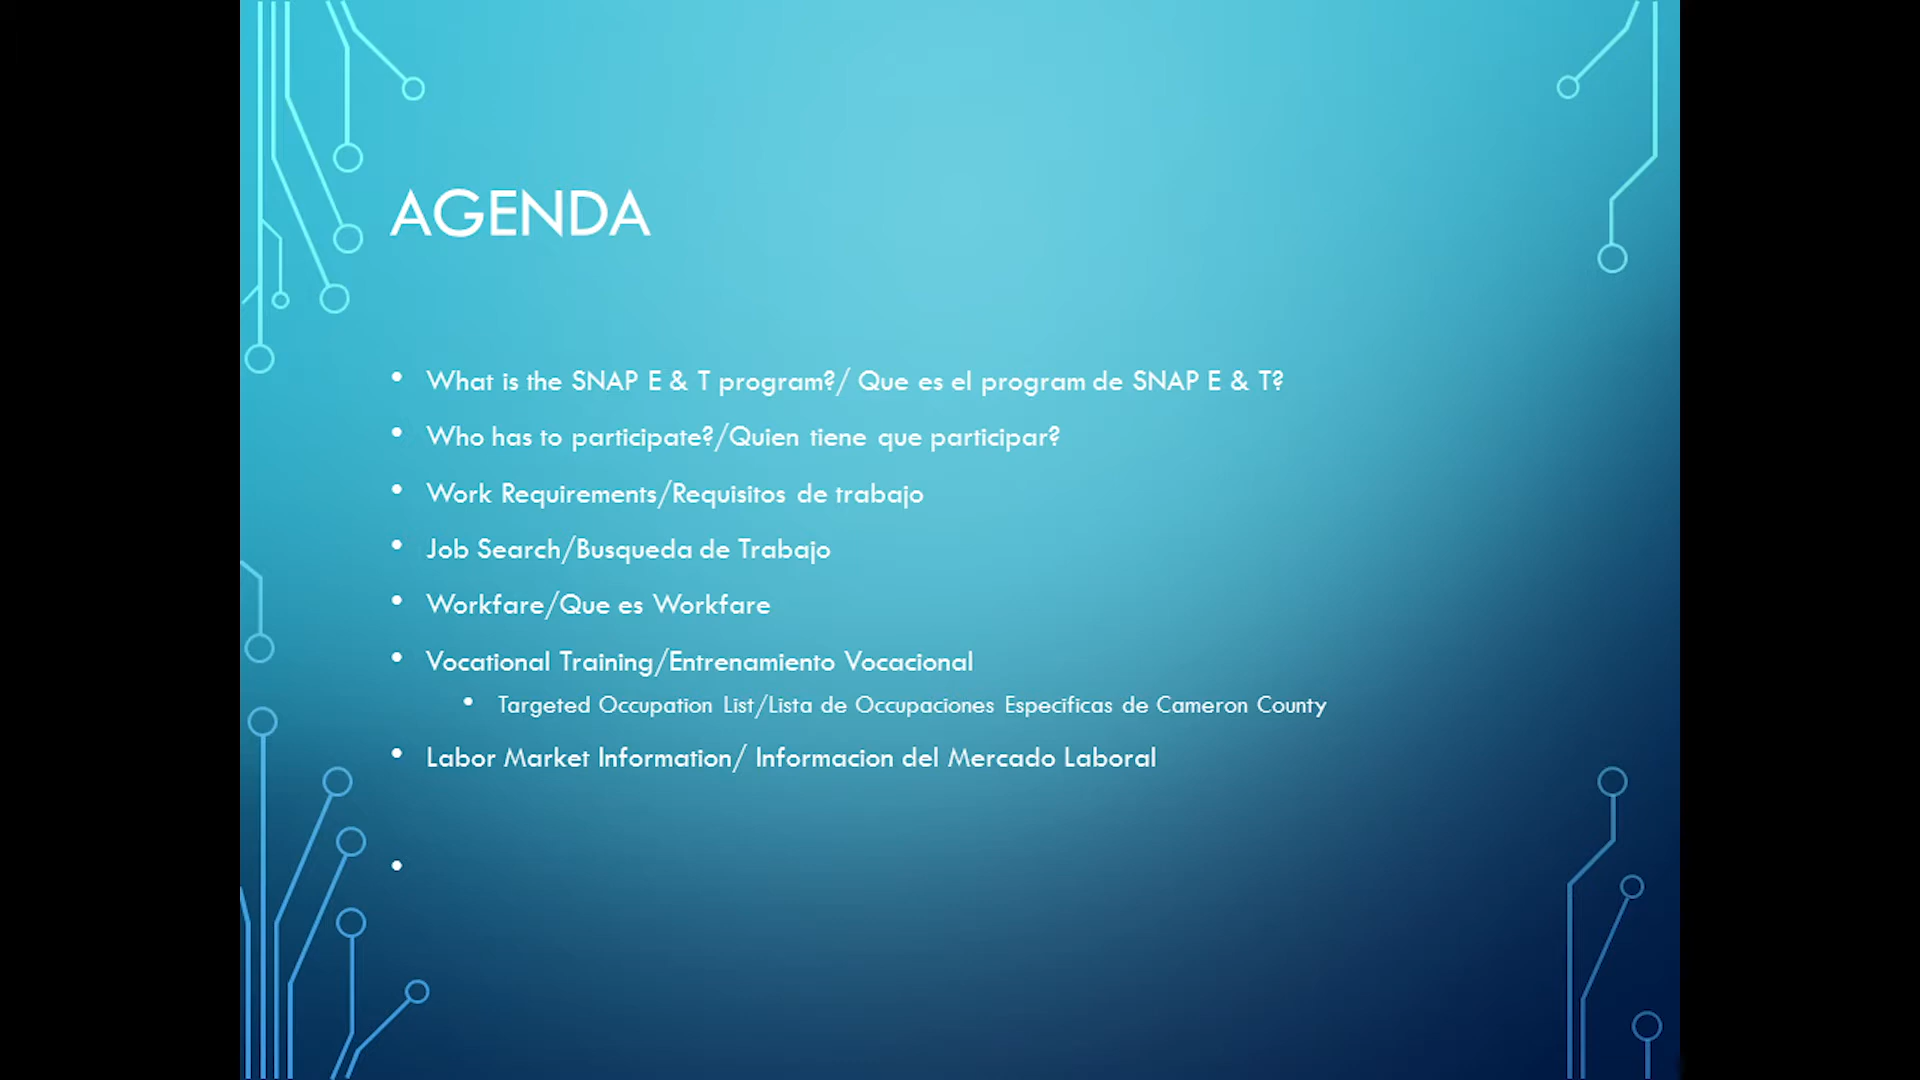 AGENDA
• What is the SNAP E & T program?/ Que es el program de SNAP E & T?
• Who has to participate?/Quien tiene que participar?
• Work Requirements/Requisitos de trabajo
• Job Search/Busqueda de Trabajo
• Workfare/Que es Workfare
• Vocational Training/Entrenamiento Vocacional
• Targeted Occupation List/Lista de Occupaciones Especificas de Cameron County
• Labor Market Information/ Informacion del Mercado Laboral
•